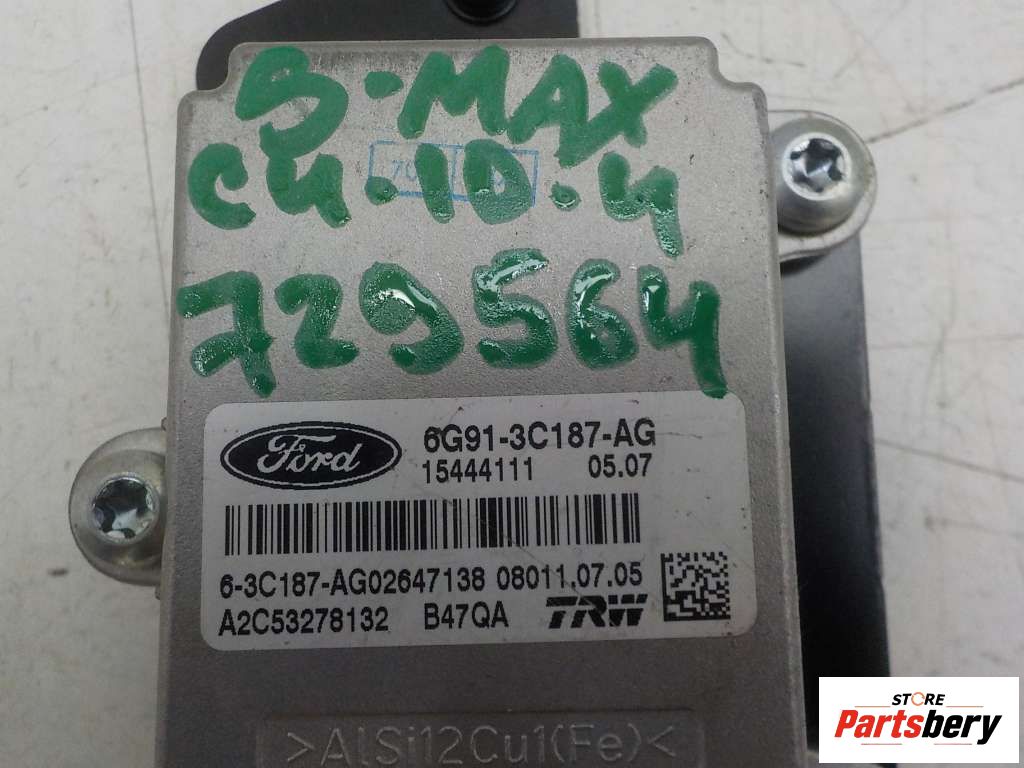 S-MAX
C4.10.4
729564
Ford
6G91-3C187-AG
15444111 05.07
6-3C187-AG02647138 08011.07.05
A2C53278132 B47QA TRW
>AlSi12Cu1(Fe)<
STORE
Partsbery